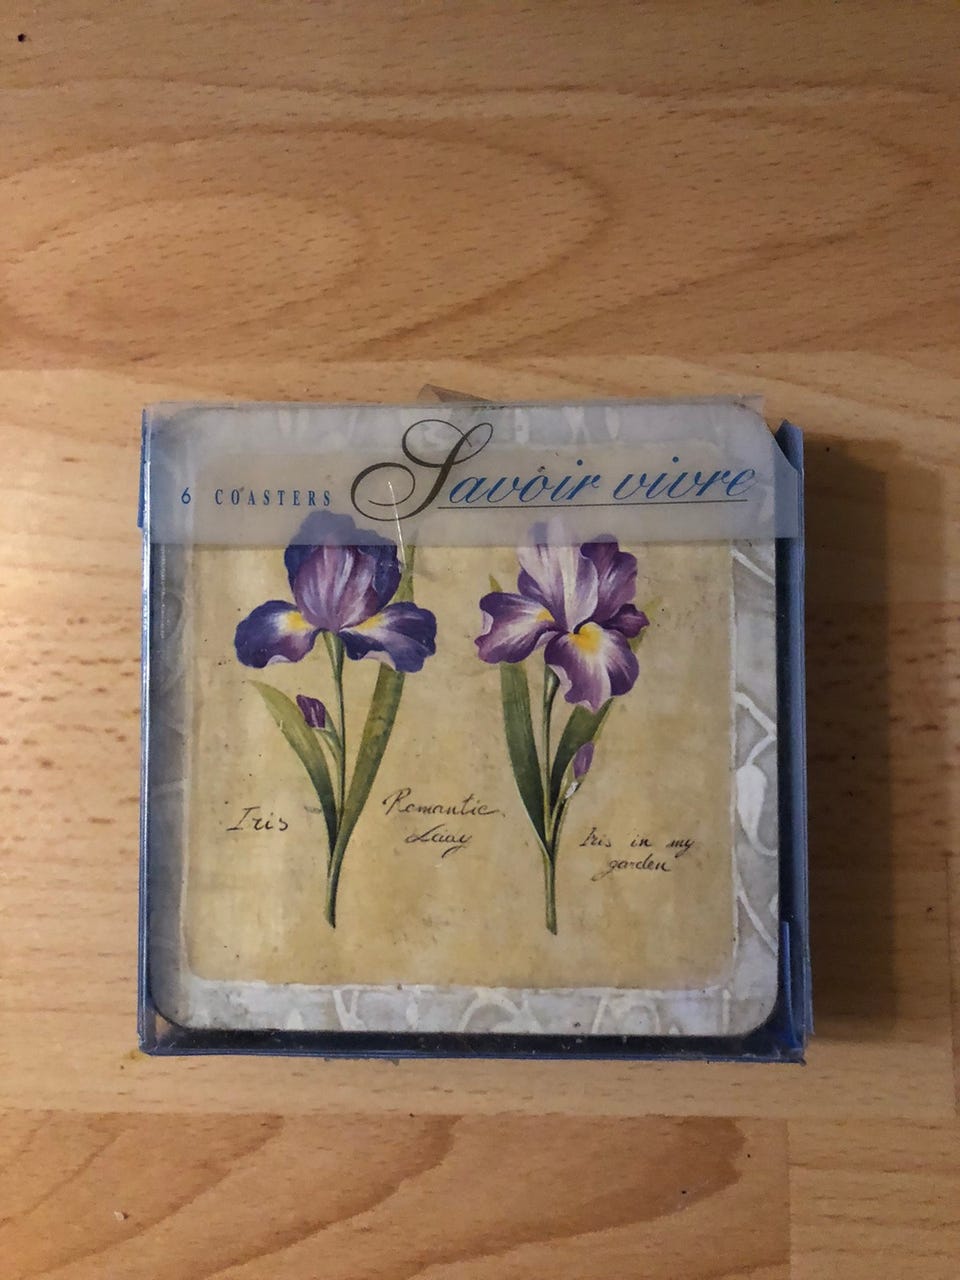 6 COASTERS Savoir vivre
Iris
Romantic
Lady
Iris in my
garden